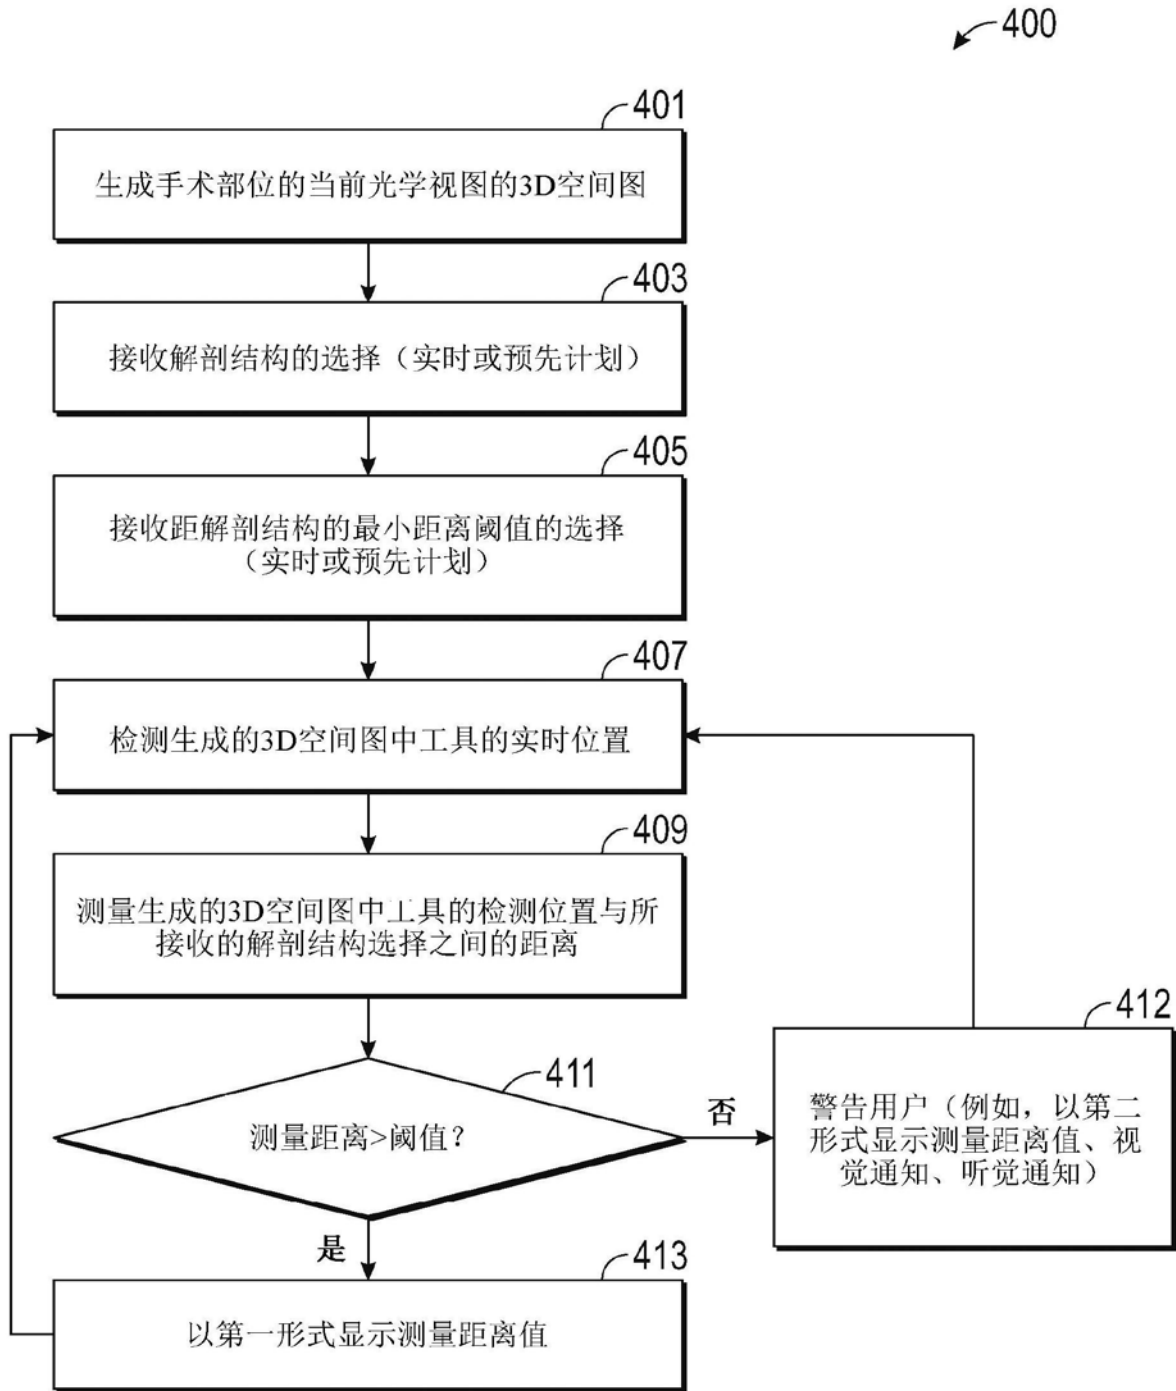 400
401
生成手术部位的当前光学视图的3D空间图
403
接收解剖结构的选择（实时或预先计划）
405
接收距解剖结构的最小距离阈值的选择
（实时或预先计划）
407
检测生成的3D空间图中工具的实时位置
409
测量生成的3D空间图中工具的检测位置与所
接收的解剖结构选择之间的距离
411
测量距离>阈值？
否
412
警告用户（例如，以第二
形式显示测量距离值、视
觉通知、听觉通知）
是
413
以第一形式显示测量距离值